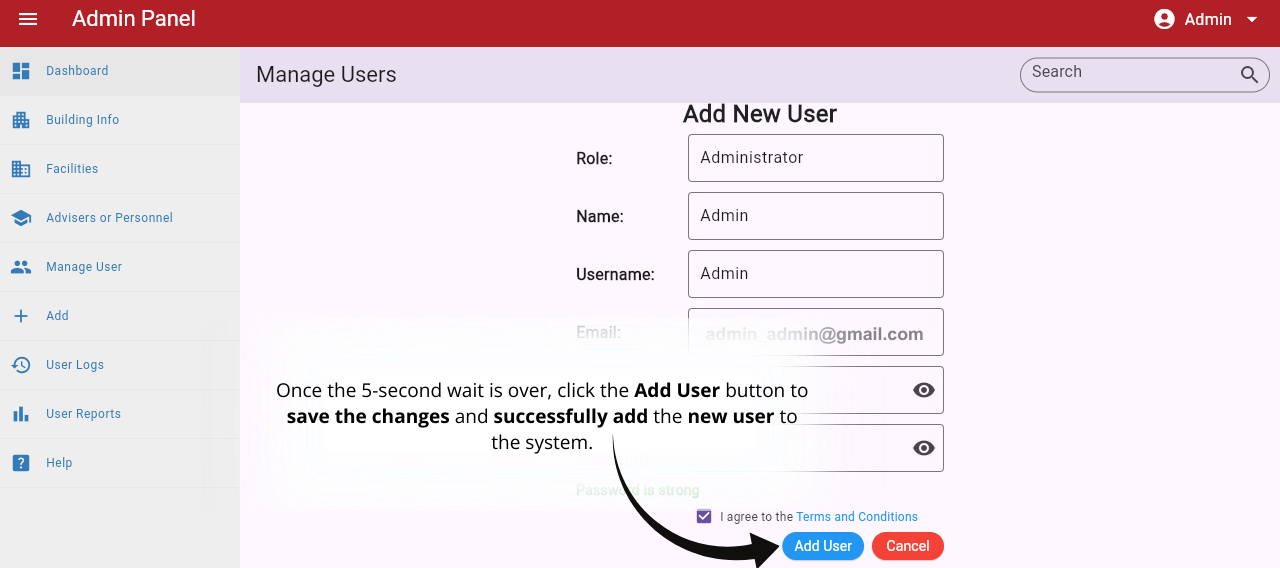 Admin Panel
Admin
Dashboard
Building Info
Facilities
Advisers or Personnel
Manage User
Add
User Logs
User Reports
Help
Manage Users
Search
Add New User
Role:
Administrator
Name:
Admin
Username:
Admin
Email:
admin_admin@gmail.com
Once the 5-second wait is over, click the Add User button to
save the changes and successfully add the new user to
the system.
Password is strong
I agree to the Terms and Conditions
Add User
Cancel